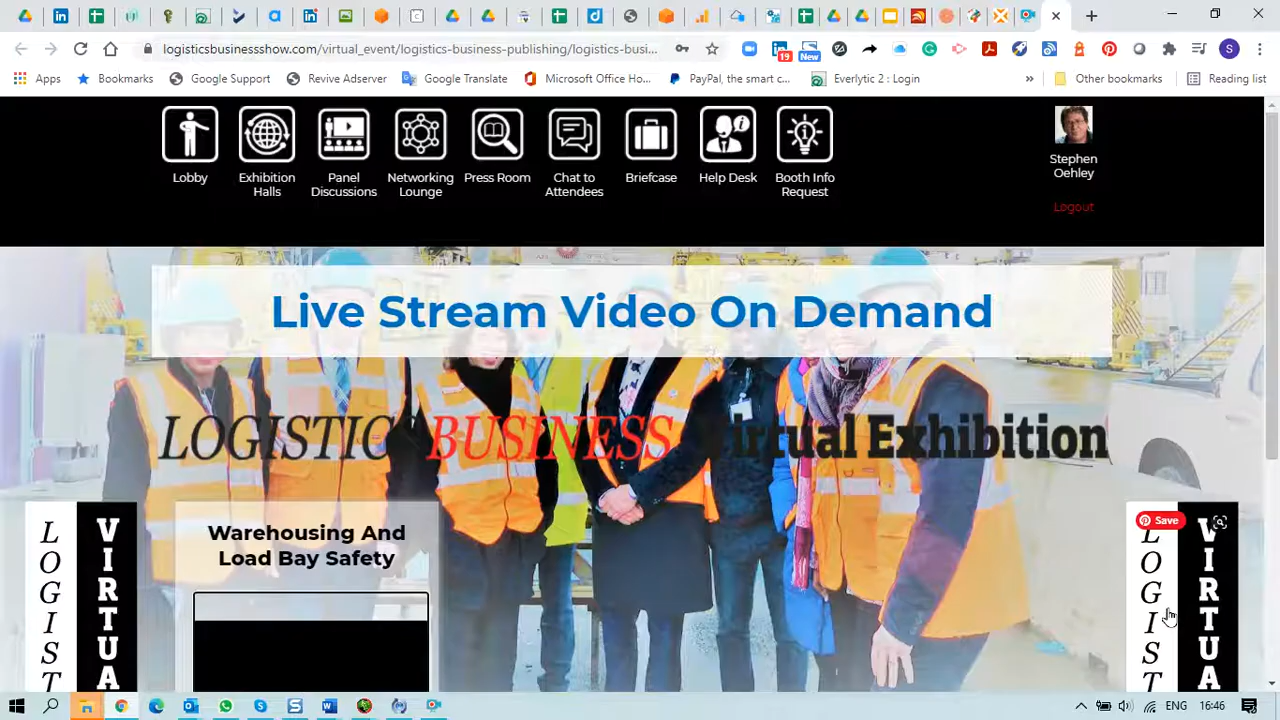 logisticsbusinessshow.com/virtual_event/logistics-business-publishing/logistics-busi...
19
New
S
Apps
Bookmarks
Google Support
Revive Adserver
Google Translate
Microsoft Office Ho...
PayPal, the smart c...
Everlytic 2 : Login
»
Other bookmarks
Reading list
Lobby
Exhibition
Halls
Panel
Discussions
Networking
Lounge
Press Room
Chat to
Attendees
Briefcase
Help Desk
Booth Info
Request
Stephen
Oehley
Logout
Live Stream Video On Demand
LOGISTIC BUSINESS Virtual Exhibition
LOGIST
VIRTUA
Warehousing And
Load Bay Safety
Save
LOGIST
VIRTUA
ENG
16:46